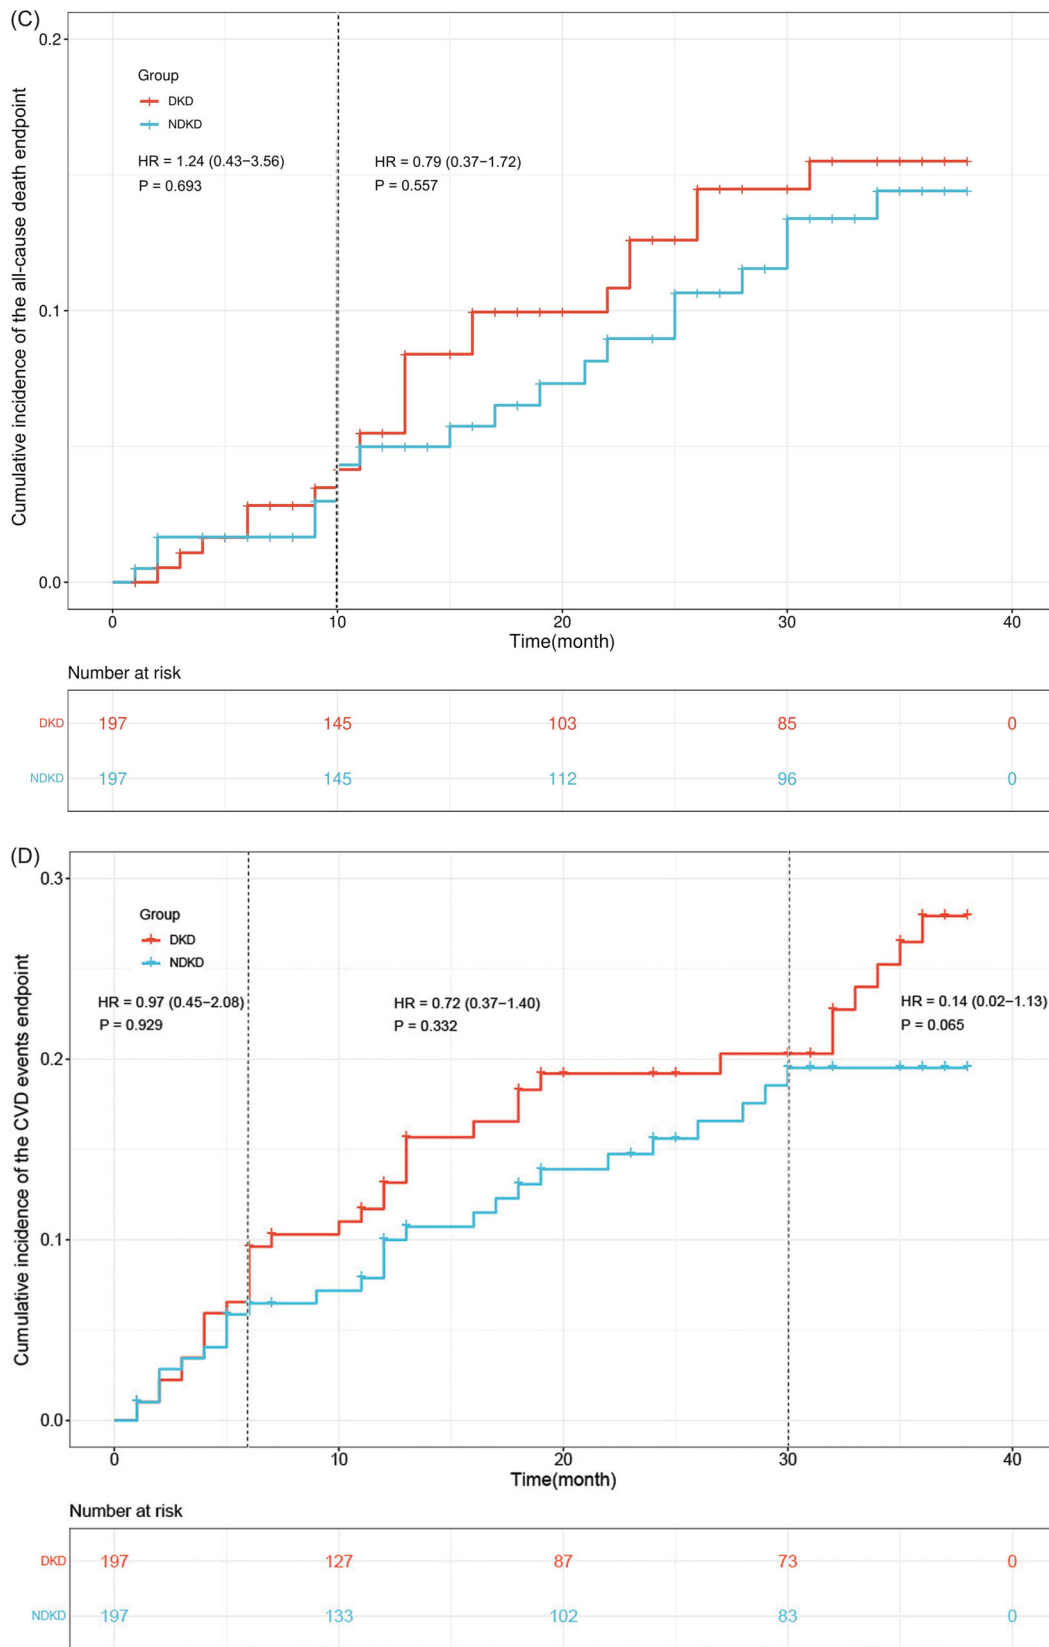 (C)
Cumulative incidence of the all-cause death endpoint
0.2
0.1
0.0
Group
DKD
NDKD
HR = 1.24 (0.43−3.56)
P = 0.693
HR = 0.79 (0.37−1.72)
P = 0.557
0 10 20 30 40
Time(month)
Number at risk
DKD 197 145 103 85 0
NDKD 197 145 112 96 0
(D)
Cumulative incidence of the CVD events endpoint
0.3
0.2
0.1
0.0
Group
DKD
NDKD
HR = 0.97 (0.45−2.08)
P = 0.929
HR = 0.72 (0.37−1.40)
P = 0.332
HR = 0.14 (0.02−1.13)
P = 0.065
0 10 20 30 40
Time(month)
Number at risk
DKD 197 127 87 73 0
NDKD 197 133 102 83 0